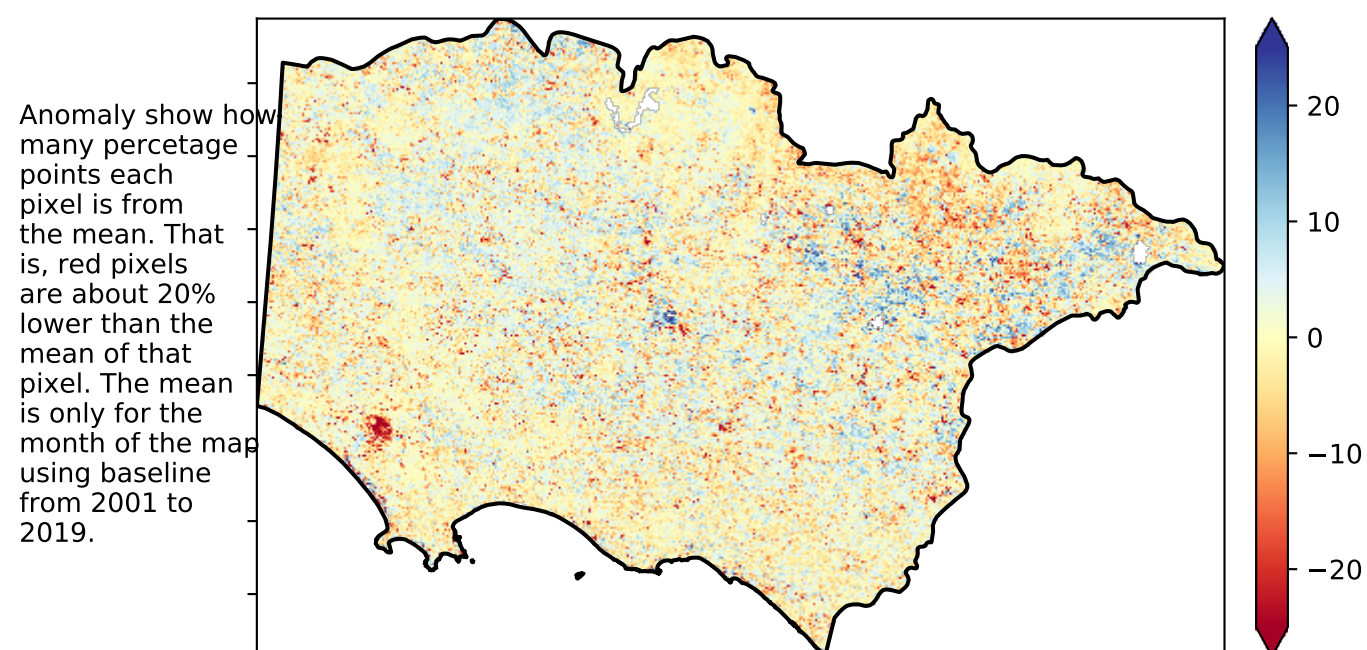 Anomaly show how
many percetage
points each
pixel is from
the mean. That
is, red pixels
are about 20%
lower than the
mean of that
pixel. The mean
is only for the
month of the map
using baseline
from 2001 to
2019.
20
10
0
−10
−20